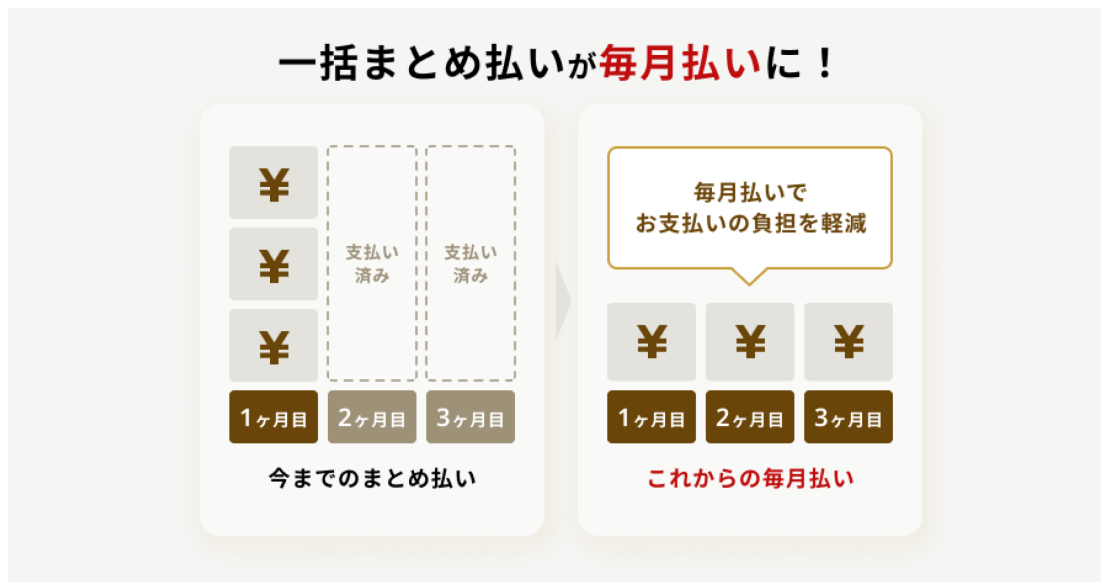 一括まとめ払いが毎月払いに！
¥
¥
¥
支払い
済み
支払い
済み
1ヶ月目
2ヶ月目
3ヶ月目
今までのまとめ払い
毎月払いで
お支払いの負担を軽減
¥
¥
¥
1ヶ月目
2ヶ月目
3ヶ月目
これからの毎月払い